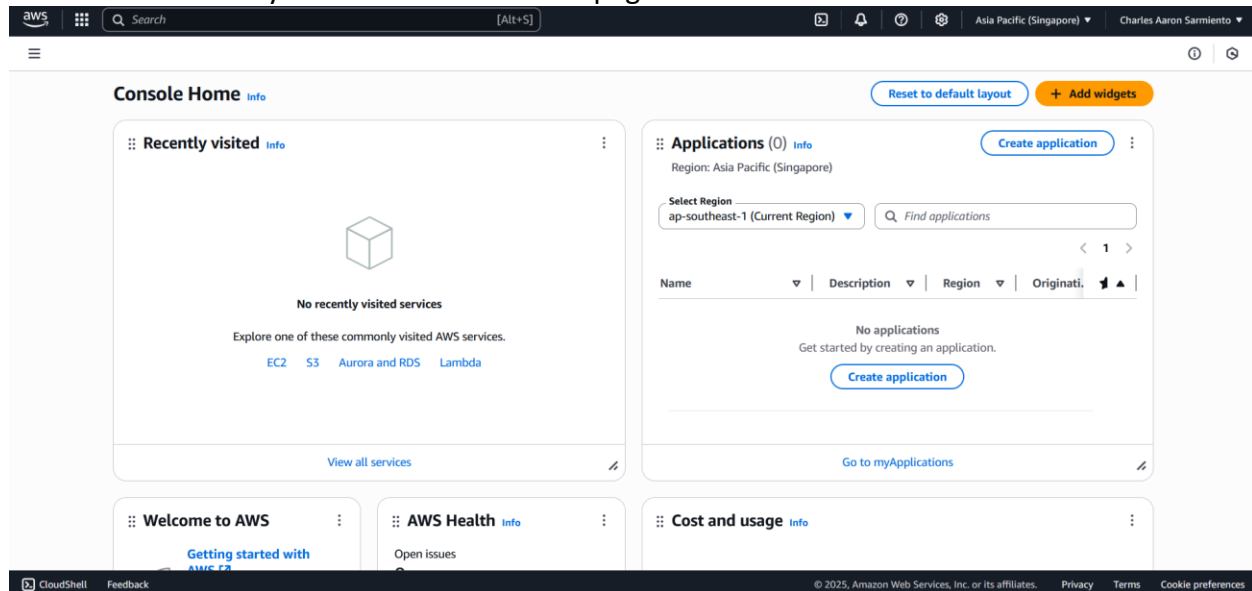 aws Search [Alt+S] Asia Pacific (Singapore) Charles Aaron Sarmiento
Console Home Info
Reset to default layout
+ Add widgets
Recently visited Info
No recently visited services
Explore one of these commonly visited AWS services.
EC2 S3 Aurora and RDS Lambda
View all services
Applications (0) Info
Create application
Region: Asia Pacific (Singapore)
Select Region
ap-southeast-1 (Current Region)
Find applications
1
Name Description Region Originati.
No applications
Get started by creating an application.
Create application
Go to myApplications
Welcome to AWS
Getting started with
AWS
AWS Health Info
Open issues
Cost and usage Info
CloudShell Feedback © 2025, Amazon Web Services, Inc. or its affiliates. Privacy Terms Cookie preferences